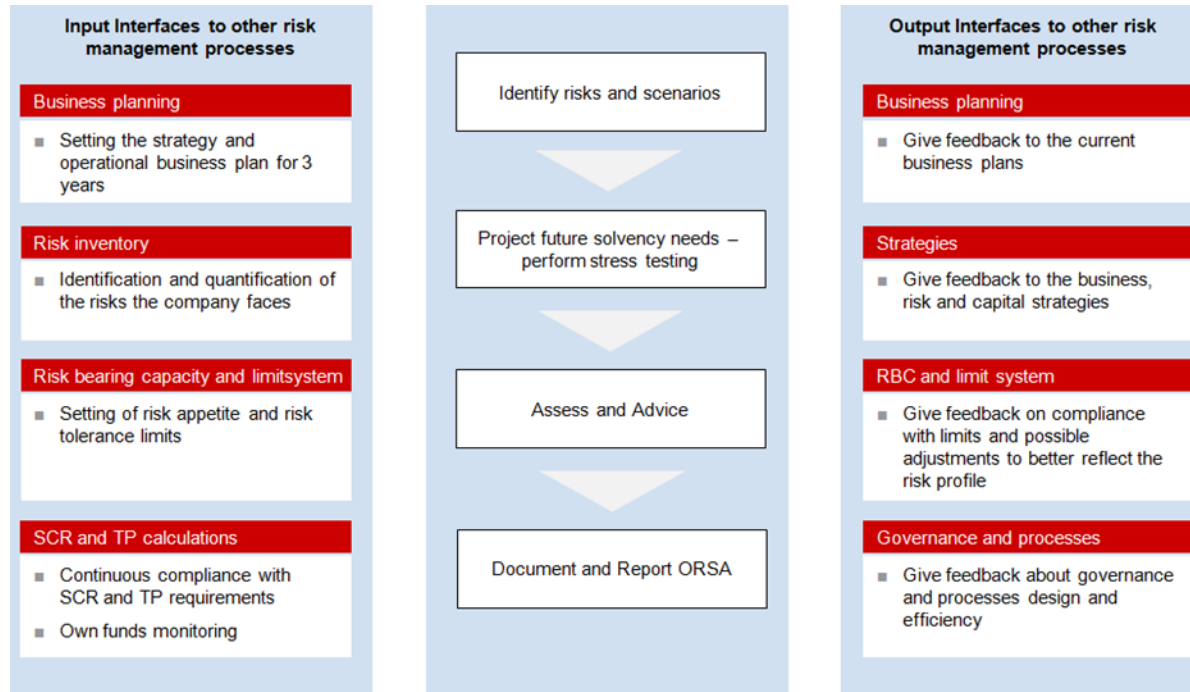 Input Interfaces to other risk
management processes
Business planning
■ Setting the strategy and
operational business plan for 3
years
Risk inventory
■ Identification and quantification of
the risks the company faces
Risk bearing capacity and limitsystem
■ Setting of risk appetite and risk
tolerance limits
SCR and TP calculations
■ Continuous compliance with
SCR and TP requirements
■ Own funds monitoring
Identify risks and scenarios
Project future solvency needs –
perform stress testing
Assess and Advice
Document and Report ORSA
Output Interfaces to other risk
management processes
Business planning
■ Give feedback to the current
business plans
Strategies
■ Give feedback to the business,
risk and capital strategies
RBC and limit system
■ Give feedback on compliance
with limits and possible
adjustments to better reflect the
risk profile
Governance and processes
■ Give feedback about governance
and processes design and
efficiency